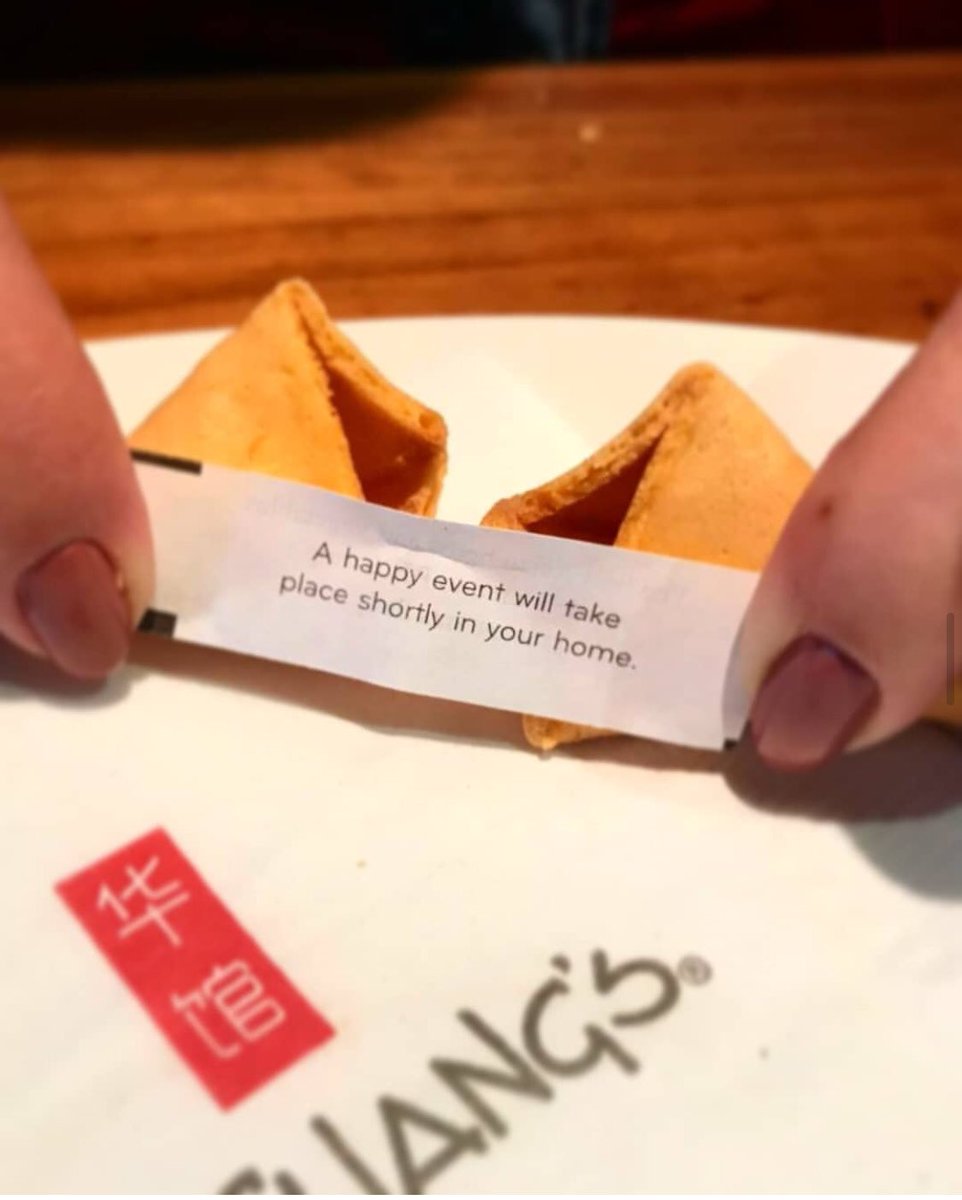 A happy event will take
place shortly in your home.
华
馆
HANG'S®